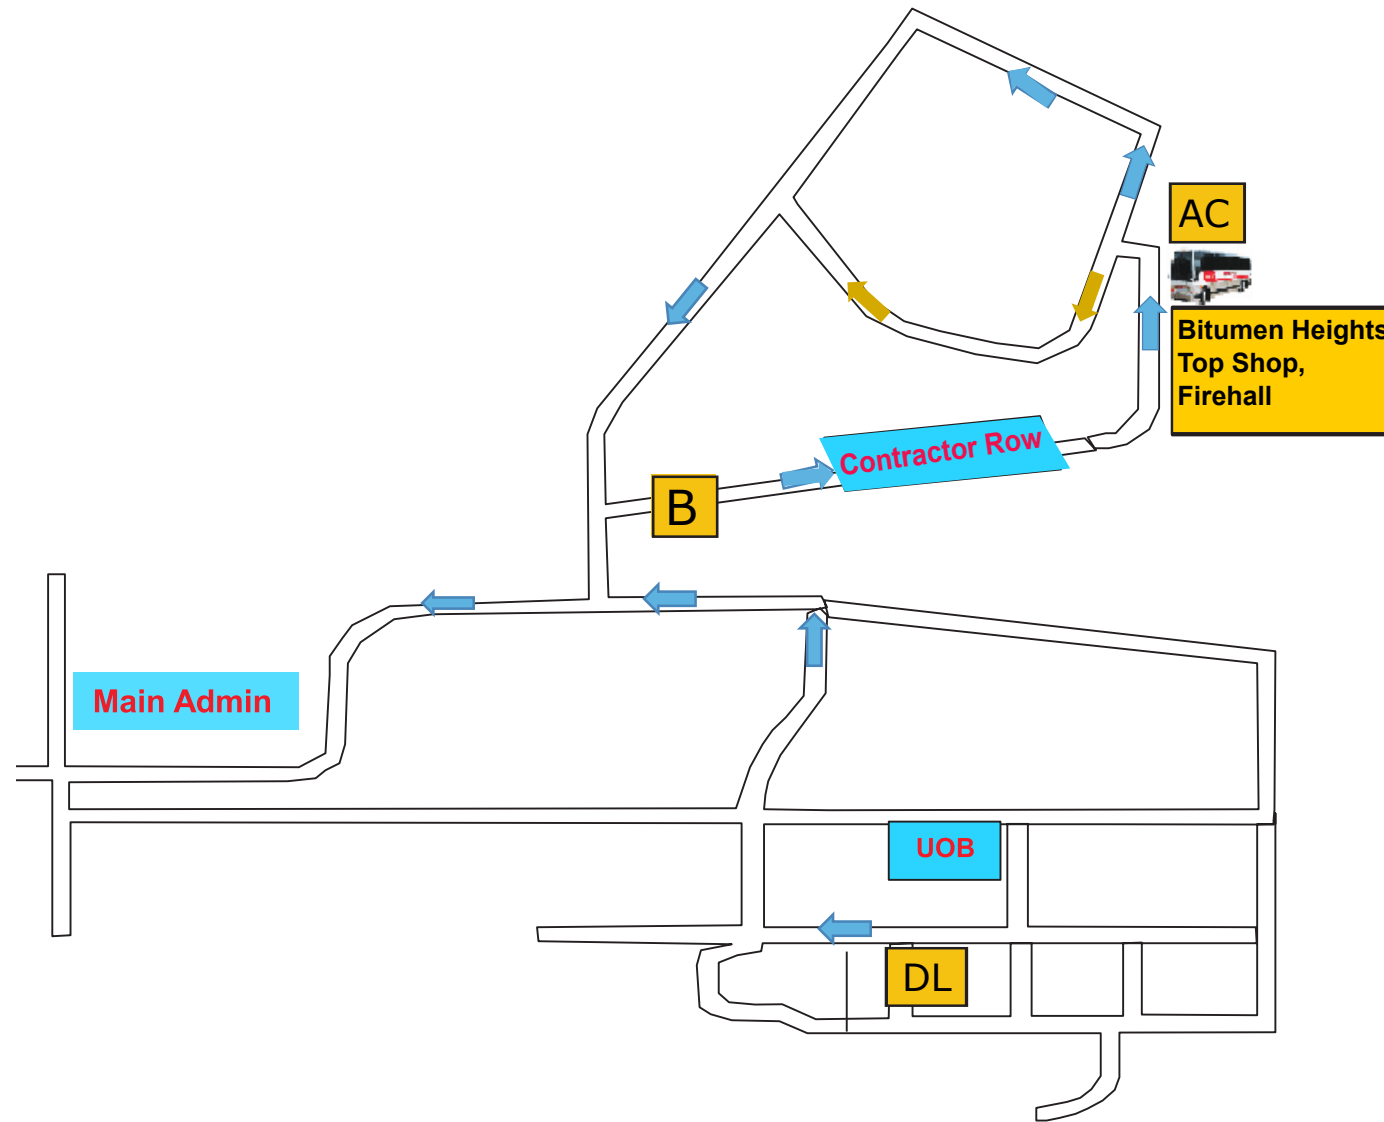 AC
Bitumen Heights
Top Shop,
Firehall
Contractor Row
B
Main Admin
UOB
DL